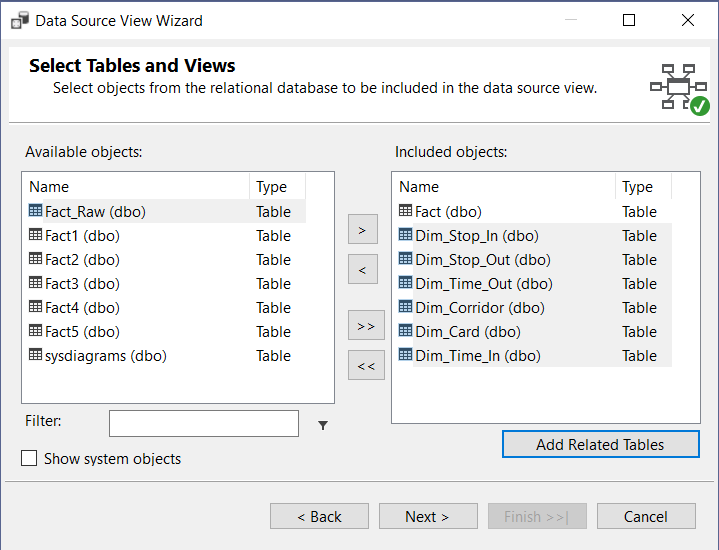 Data Source View Wizard
Select Tables and Views
Select objects from the relational database to be included in the data source view.
Available objects:
Name Type
Fact_Raw (dbo) Table
Fact1 (dbo) Table
Fact2 (dbo) Table
Fact3 (dbo) Table
Fact4 (dbo) Table
Fact5 (dbo) Table
sysdiagrams (dbo) Table
>
<
>>
<<
Included objects:
Name Type
Fact (dbo) Table
Dim_Stop_In (dbo) Table
Dim_Stop_Out (dbo) Table
Dim_Time_Out (dbo) Table
Dim_Corridor (dbo) Table
Dim_Card (dbo) Table
Dim_Time_In (dbo) Table
Filter:
Add Related Tables
Show system objects
< Back Next > Finish >>| Cancel